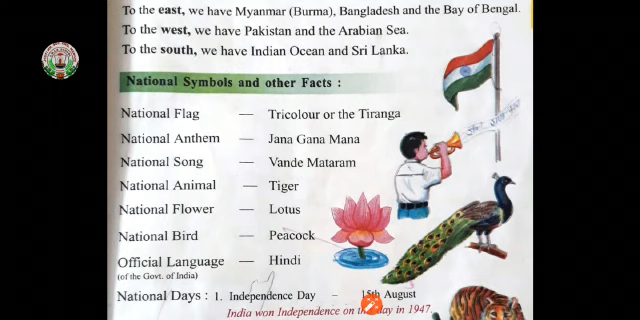 To the east, we have Myanmar (Burma), Bangladesh and the Bay of Bengal.
To the west, we have Pakistan and the Arabian Sea.
To the south, we have Indian Ocean and Sri Lanka.
National Symbols and other Facts :
National Flag — Tricolour or the Tiranga
National Anthem — Jana Gana Mana
National Song — Vande Mataram
National Animal — Tiger
National Flower — Lotus
National Bird — Peacock
Official Language — Hindi
(of the Govt. of India)
National Days : 1. Independence Day – 15th August
India won Independence on day in 1947.